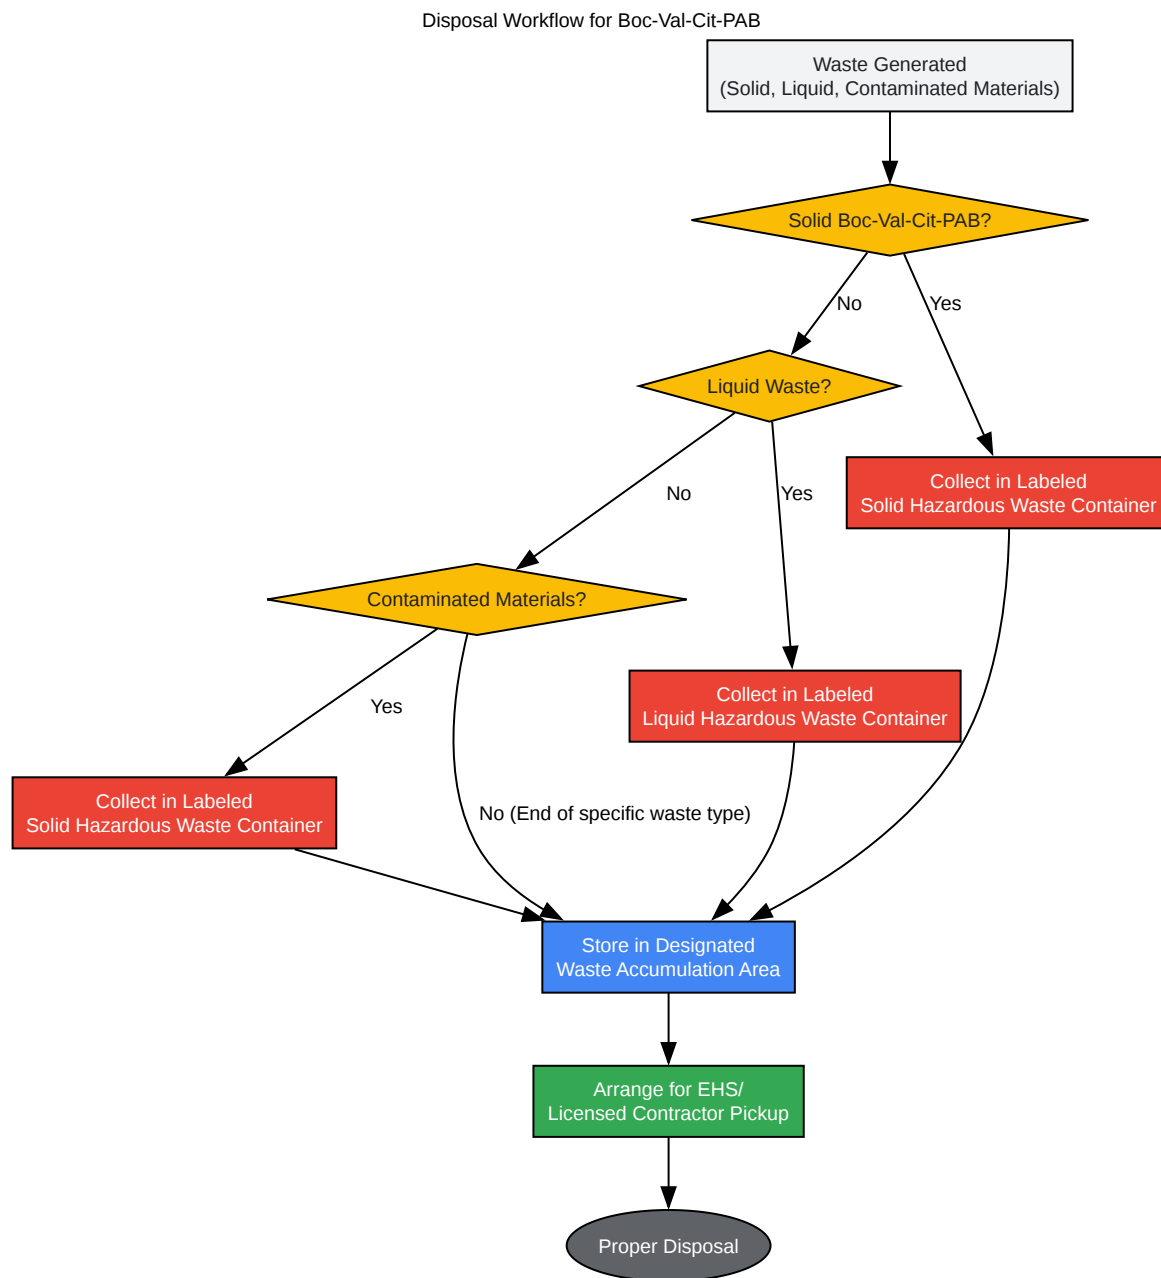 Disposal Workflow for Boc-Val-Cit-PAB
Waste Generated
(Solid, Liquid, Contaminated Materials)
Solid Boc-Val-Cit-PAB?
No
Yes
Liquid Waste?
Collect in Labeled
Solid Hazardous Waste Container
No
Yes
Contaminated Materials?
Collect in Labeled
Liquid Hazardous Waste Container
Yes
Collect in Labeled
Solid Hazardous Waste Container
No (End of specific waste type)
Store in Designated
Waste Accumulation Area
Arrange for EHS/
Licensed Contractor Pickup
Proper Disposal